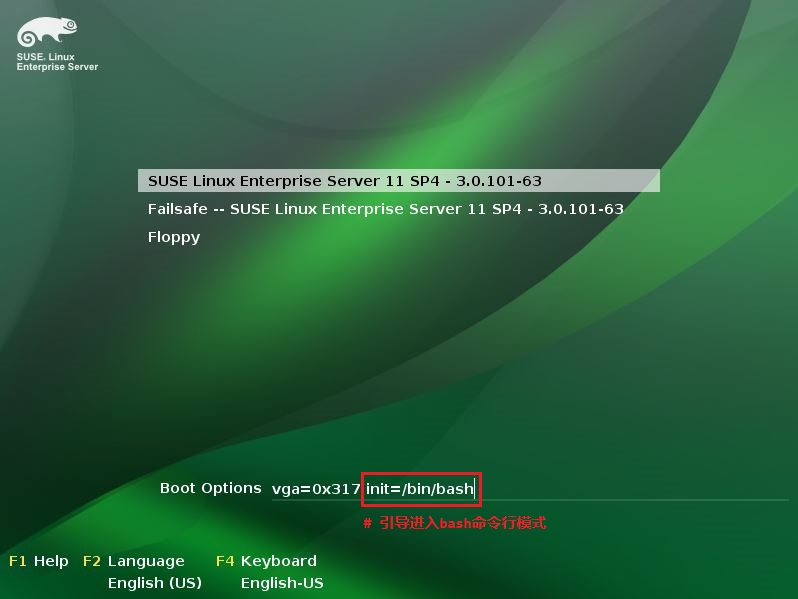 SUSE. Linux
Enterprise Server
SUSE Linux Enterprise Server 11 SP4 - 3.0.101-63
Failsafe -- SUSE Linux Enterprise Server 11 SP4 - 3.0.101-63
Floppy
Boot Options vga=0x317 init=/bin/bash
# 引导进入bash命令行模式
F1 Help F2 Language F4 Keyboard
English (US) English-US